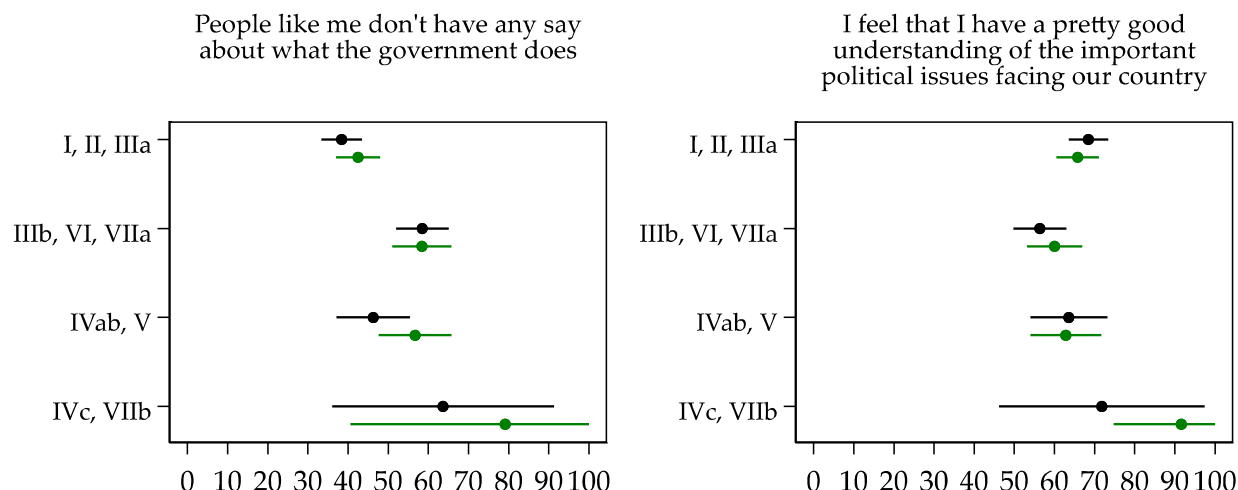 People like me don't have any say
about what the government does
I, II, IIIa
IIIb, VI, VIIa
IVab, V
IVc, VIIb
0 10 20 30 40 50 60 70 80 90 100
I feel that I have a pretty good
understanding of the important
political issues facing our country
I, II, IIIa
IIIb, VI, VIIa
IVab, V
IVc, VIIb
0 10 20 30 40 50 60 70 80 90 100